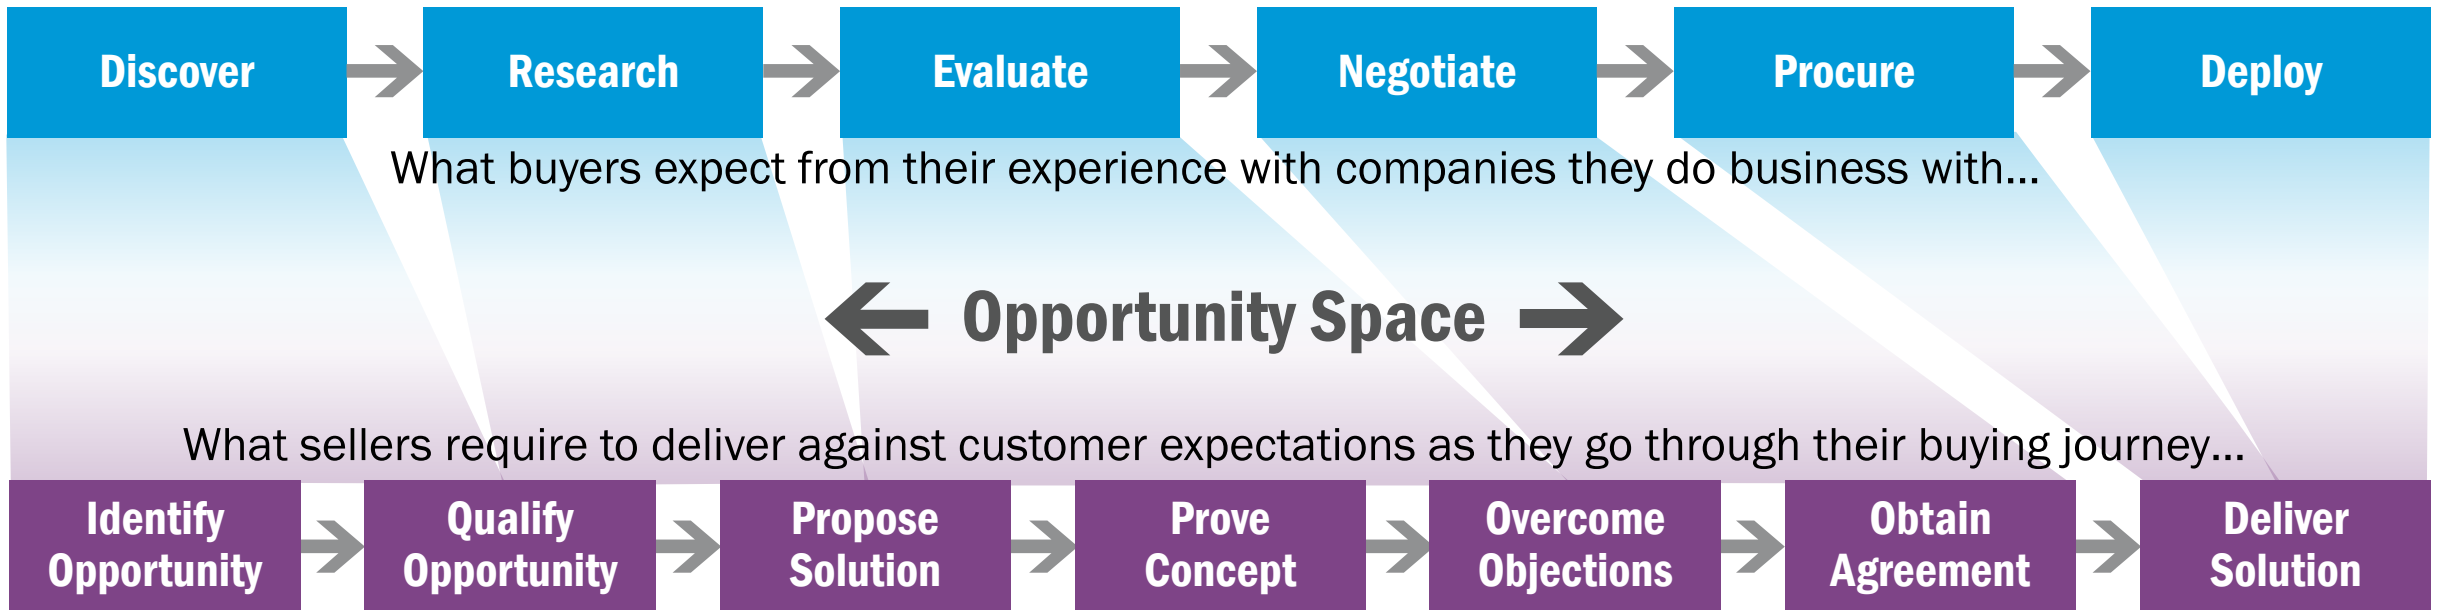 Discover
Research
Evaluate
Negotiate
Procure
Deploy
What buyers expect from their experience with companies they do business with...
Opportunity Space
What sellers require to deliver against customer expectations as they go through their buying journey...
Identify
Opportunity
Qualify
Opportunity
Propose
Solution
Prove
Concept
Overcome
Objections
Obtain
Agreement
Deliver
Solution